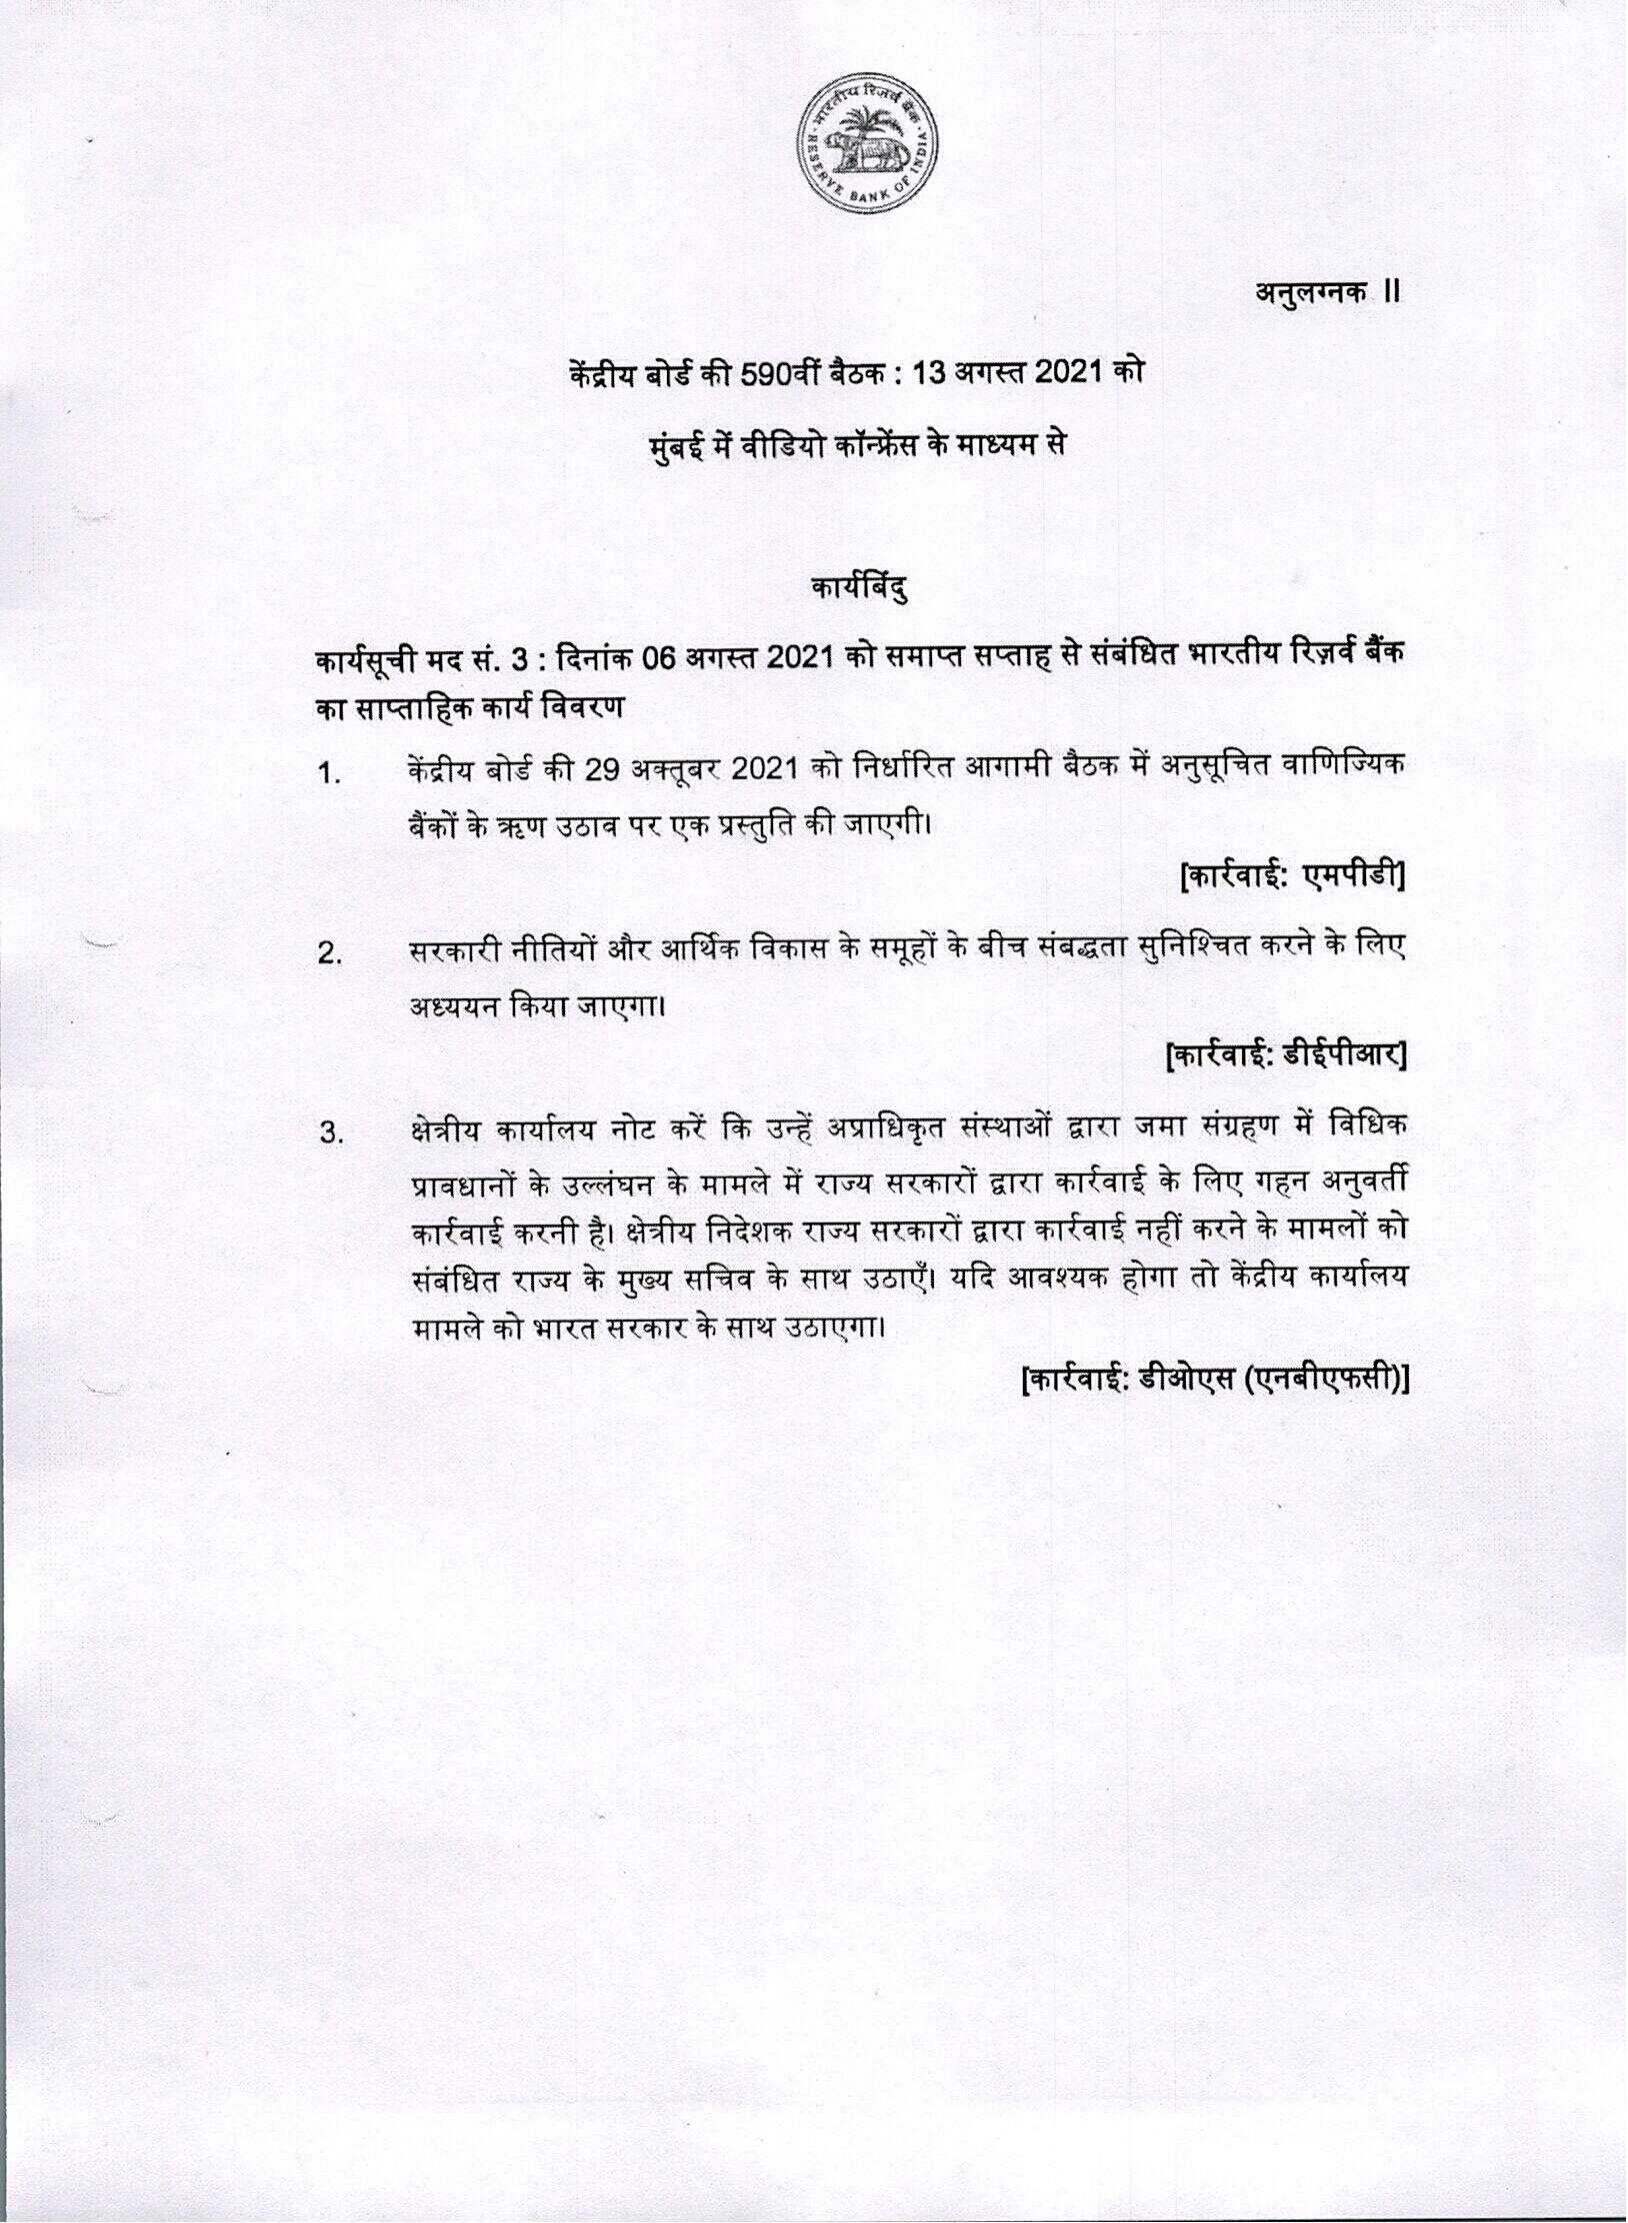 भारतीय रिज़र्व बैंक
RESERVE BANK OF INDIA
अनुलग्नक II
केंद्रीय बोर्ड की 590वीं बैठक : 13 अगस्त 2021 को
मुंबई में वीडियो कॉन्फ्रेंस के माध्यम से
कार्यबिंदु
कार्यसूची मद सं. 3 : दिनांक 06 अगस्त 2021 को समाप्त सप्ताह से संबंधित भारतीय रिज़र्व बैंक
का साप्ताहिक कार्य विवरण
1. केंद्रीय बोर्ड की 29 अक्तूबर 2021 को निर्धारित आगामी बैठक में अनुसूचित वाणिज्यिक
बैंकों के ऋण उठाव पर एक प्रस्तुति की जाएगी।
[कार्रवाई: एमपीडी]
2. सरकारी नीतियों और आर्थिक विकास के समूहों के बीच संबद्धता सुनिश्चित करने के लिए
अध्ययन किया जाएगा।
[कार्रवाई: डीईपीआर]
3. क्षेत्रीय कार्यालय नोट करें कि उन्हें अप्राधिकृत संस्थाओं द्वारा जमा संग्रहण में विधिक
प्रावधानों के उल्लंघन के मामले में राज्य सरकारों द्वारा कार्रवाई के लिए गहन अनुवर्ती
कार्रवाई करनी है। क्षेत्रीय निदेशक राज्य सरकारों द्वारा कार्रवाई नहीं करने के मामलों को
संबंधित राज्य के मुख्य सचिव के साथ उठाएँ। यदि आवश्यक होगा तो केंद्रीय कार्यालय
मामले को भारत सरकार के साथ उठाएगा।
[कार्रवाई: डीओएस (एनबीएफसी)]